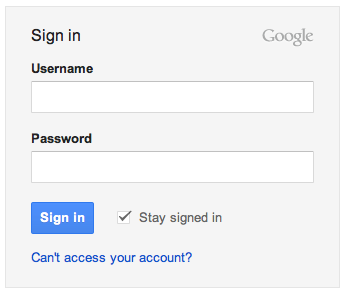 Sign in Google
Username
Password
Sign in Stay signed in
Can't access your account?